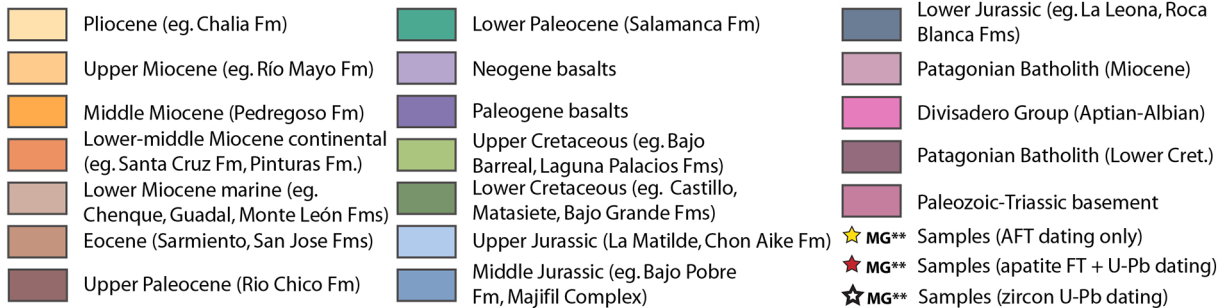 Pliocene (eg. Chalia Fm)
Upper Miocene (eg. Río Mayo Fm)
Middle Miocene (Pedregoso Fm)
Lower-middle Miocene continental
(eg. Santa Cruz Fm, Pinturas Fm.)
Lower Miocene marine (eg.
Chenque, Guadal, Monte León Fms)
Eocene (Sarmiento, San Jose Fms)
Upper Paleocene (Rio Chico Fm)
Lower Paleocene (Salamanca Fm)
Neogene basalts
Paleogene basalts
Upper Cretaceous (eg. Bajo
Barreal, Laguna Palacios Fms)
Lower Cretaceous (eg. Castillo,
Matasiete, Bajo Grande Fms)
Upper Jurassic (La Matilde, Chon Aike Fm)
Middle Jurassic (eg. Bajo Pobre
Fm, Majifil Complex)
Lower Jurassic (eg. La Leona, Roca
Blanca Fms)
Patagonian Batholith (Miocene)
Divisadero Group (Aptian-Albian)
Patagonian Batholith (Lower Cret.)
Paleozoic-Triassic basement
MG** Samples (AFT dating only)
MG** Samples (apatite FT + U-Pb dating)
MG** Samples (zircon U-Pb dating)